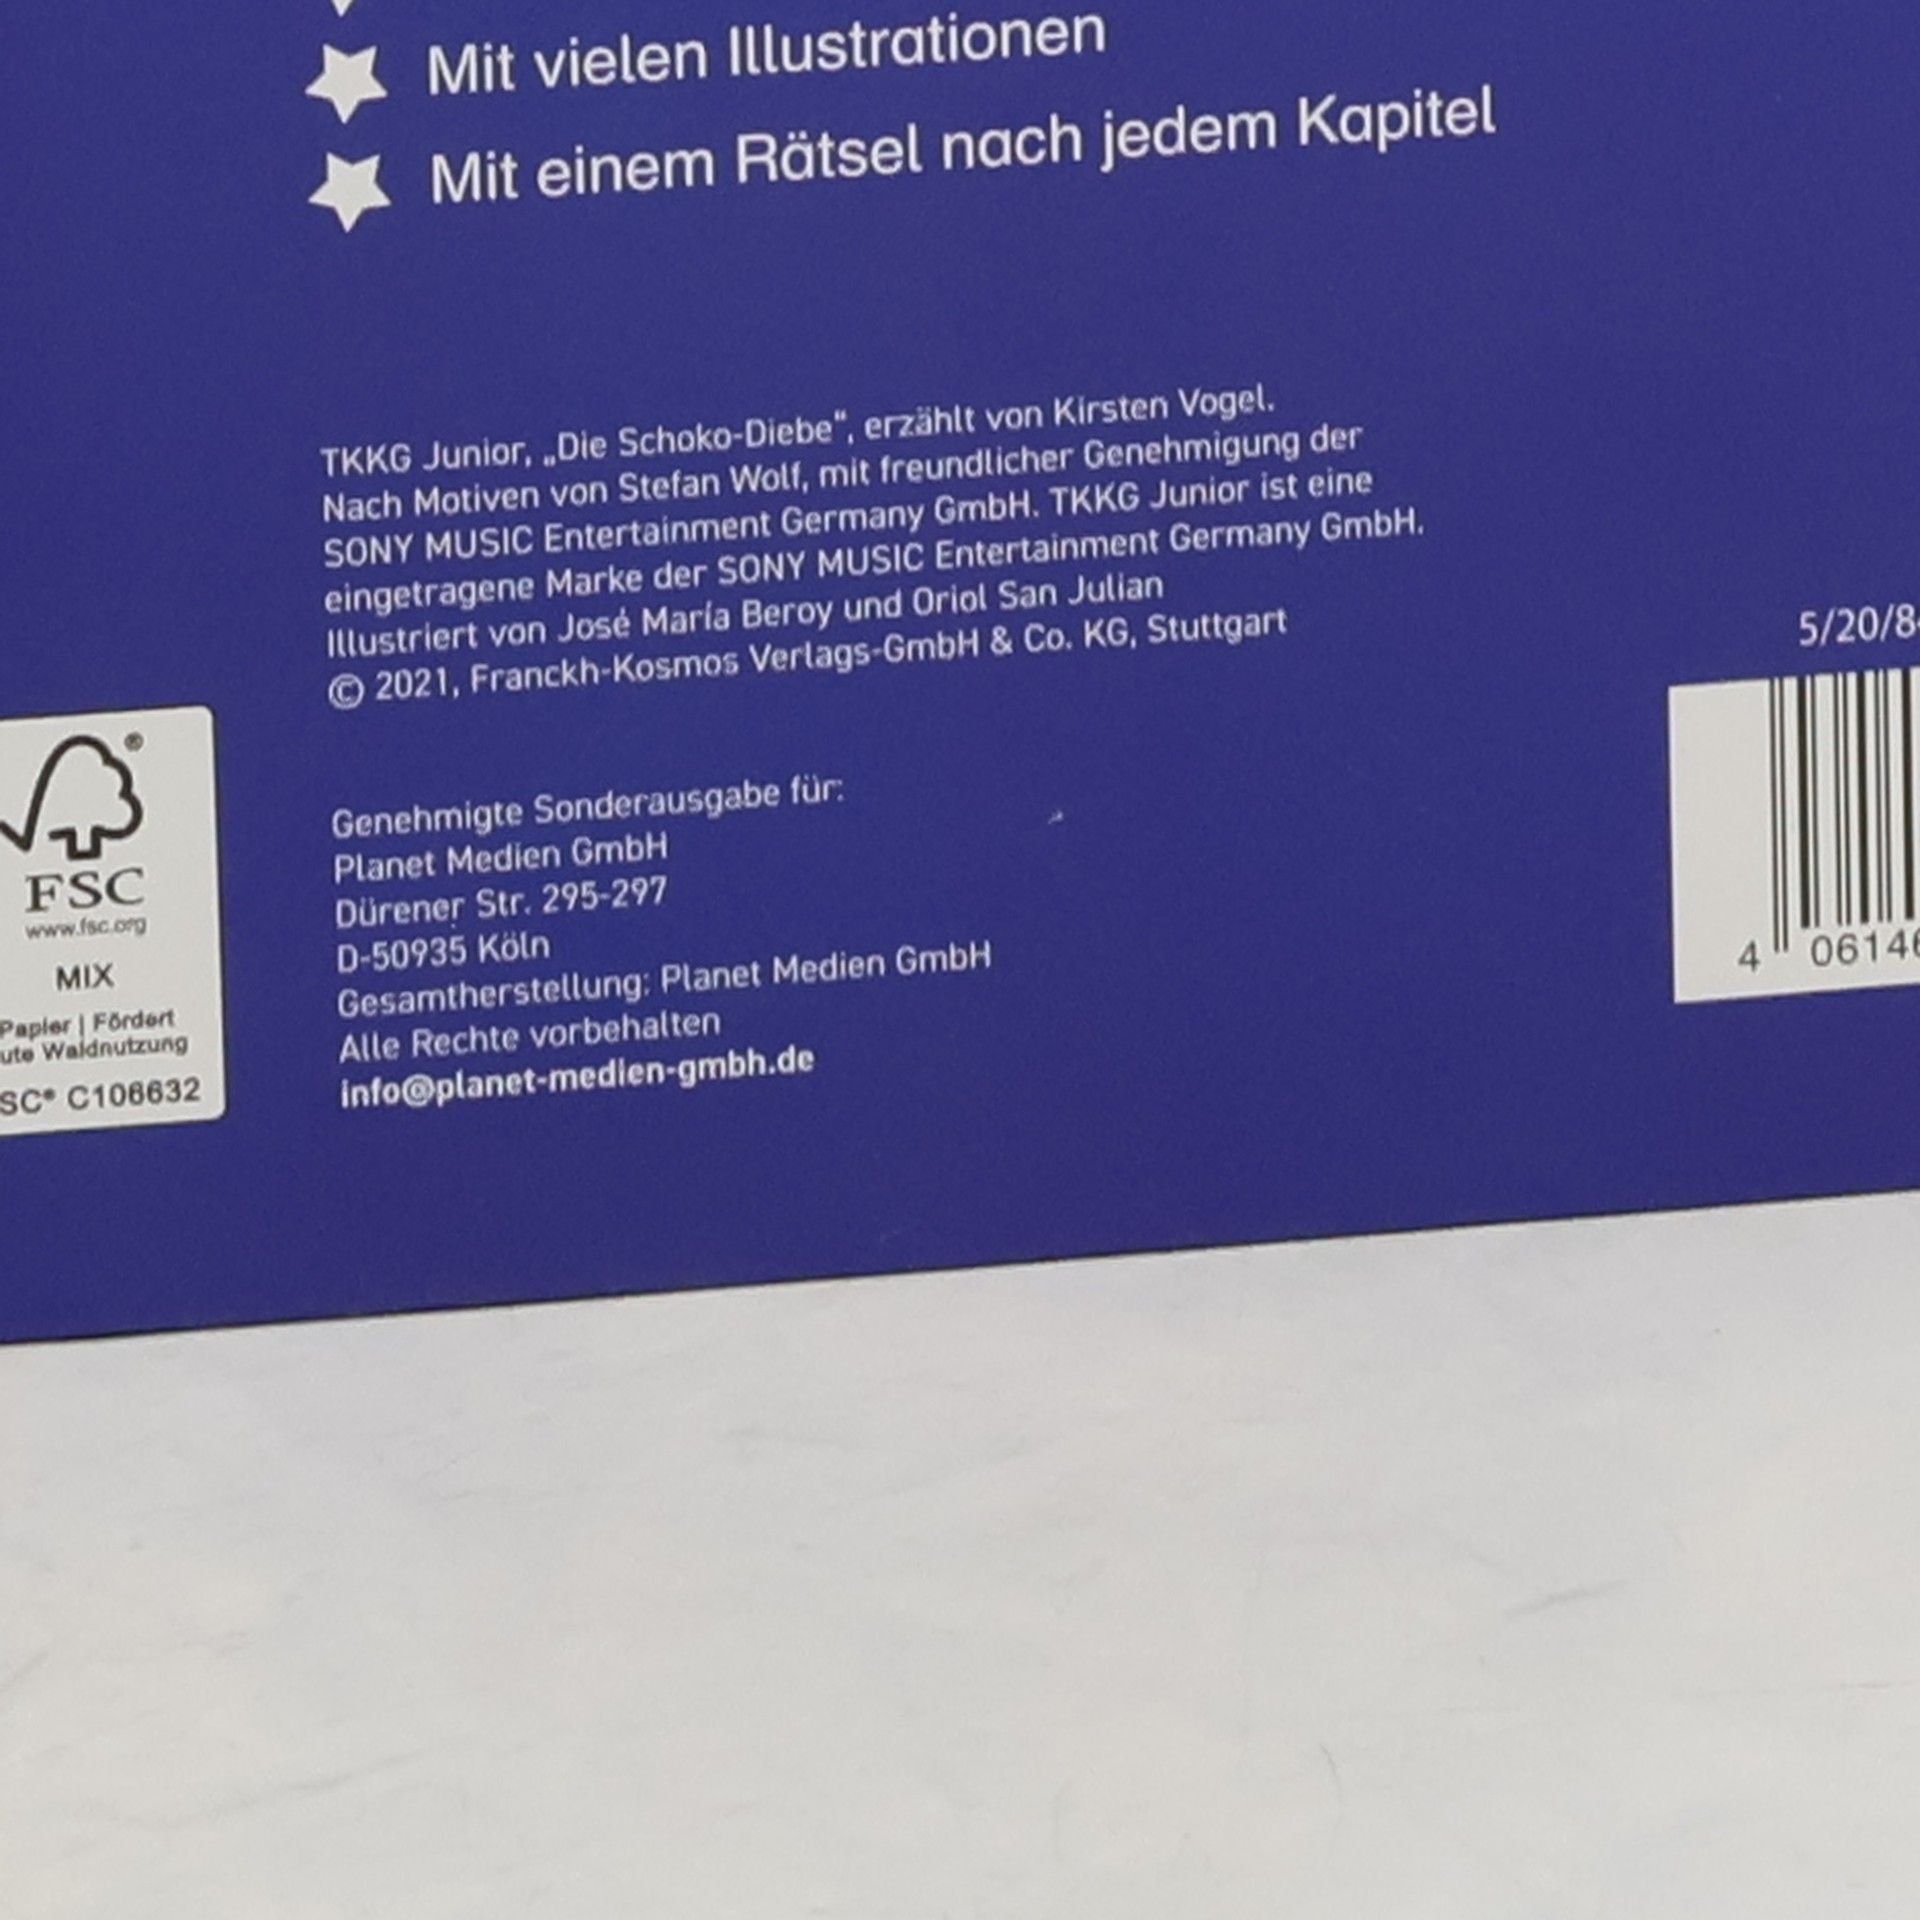 Mit vielen Illustrationen
Mit einem Rätsel nach jedem Kapitel
TKKG Junior, „Die Schoko-Diebe“, erzählt von Kirsten Vogel.
Nach Motiven von Stefan Wolf, mit freundlicher Genehmigung der
SONY MUSIC Entertainment Germany GmbH. TKKG Junior ist eine
eingetragene Marke der SONY MUSIC Entertainment Germany GmbH.
Illustriert von José María Beroy und Oriol San Julian
© 2021, Franckh-Kosmos Verlags-GmbH & Co. KG, Stuttgart
Genehmigte Sonderausgabe für:
Planet Medien GmbH
Dürener Str. 295-297
D-50935 Köln
Gesamtherstellung: Planet Medien GmbH
Alle Rechte vorbehalten
info@planet-medien-gmbh.de
®
FSC
www.fsc.org
MIX
Papier | Fördert
ute Waldnutzung
SC® C106632
5/20/8
4 06146